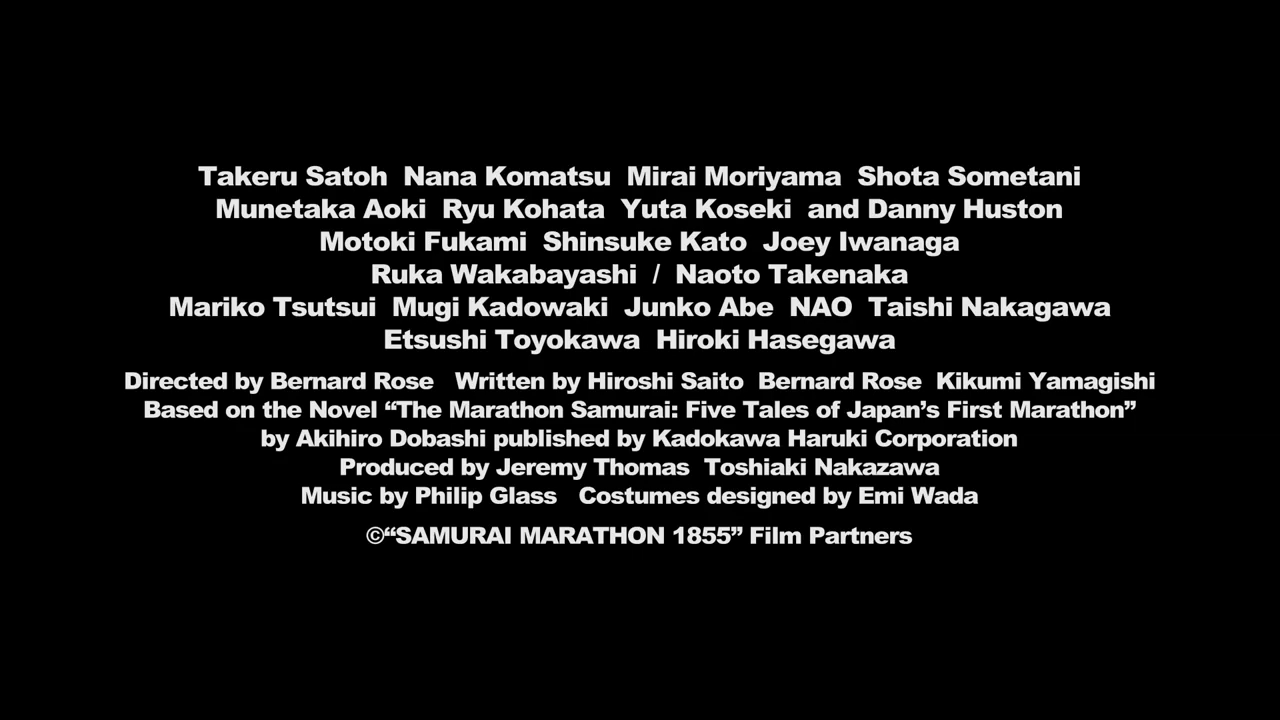 Takeru Satoh  Nana Komatsu  Mirai Moriyama  Shota Sometani
Munetaka Aoki  Ryu Kohata  Yuta Koseki  and Danny Huston
Motoki Fukami  Shinsuke Kato  Joey Iwanaga
Ruka Wakabayashi  /  Naoto Takenaka
Mariko Tsutsui  Mugi Kadowaki  Junko Abe  NAO  Taishi Nakagawa
Etsushi Toyokawa  Hiroki Hasegawa
Directed by Bernard Rose   Written by Hiroshi Saito  Bernard Rose  Kikumi Yamagishi
Based on the Novel “The Marathon Samurai: Five Tales of Japan’s First Marathon”
by Akihiro Dobashi published by Kadokawa Haruki Corporation
Produced by Jeremy Thomas  Toshiaki Nakazawa
Music by Philip Glass   Costumes designed by Emi Wada
©“SAMURAI MARATHON 1855” Film Partners